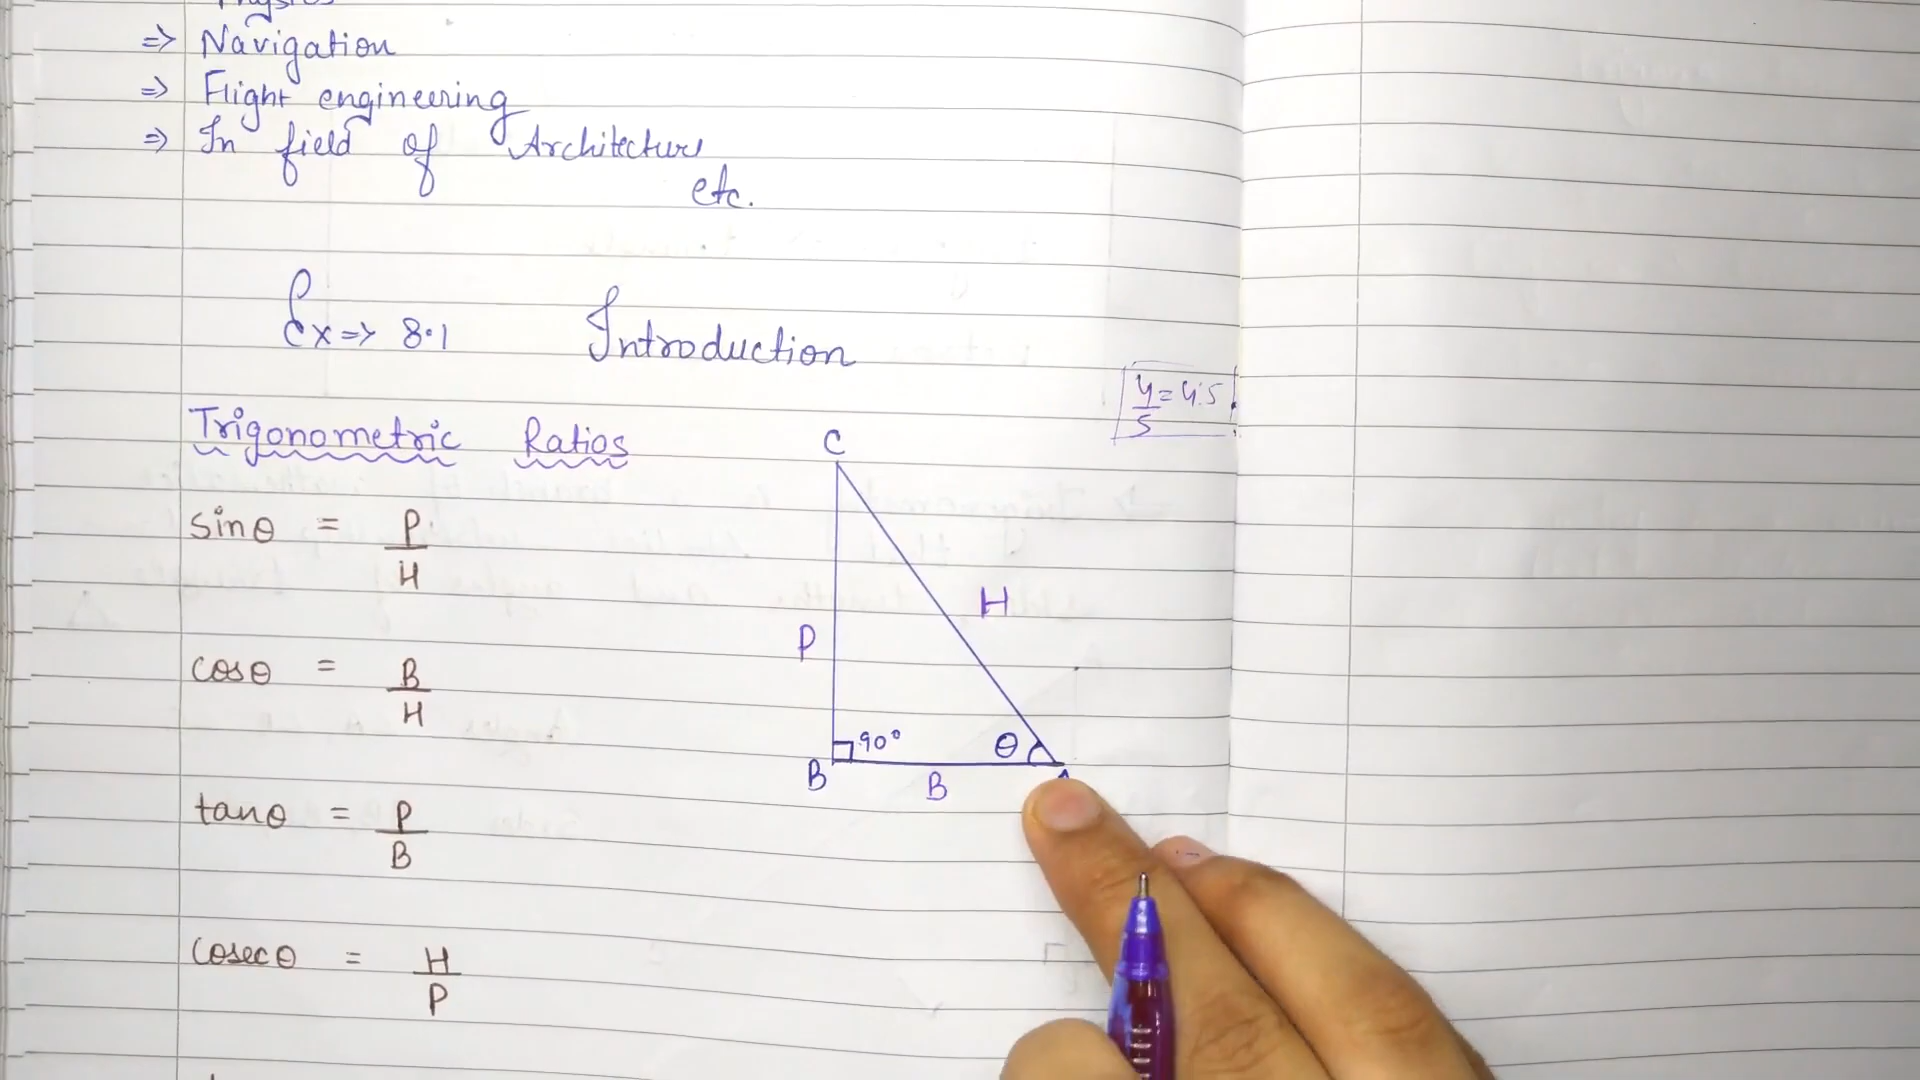 Physics
⇒ Navigation
⇒ Flight engineering
⇒ In field of Architecture
etc.
Ex ⇒ 8.1 Introduction
y/5 = 4.5
Trigonometric Ratios
sinθ = P/H
cosθ = B/H
tanθ = P/B
cosecθ = H/P
C
P
H
90°
θ
B
B
A